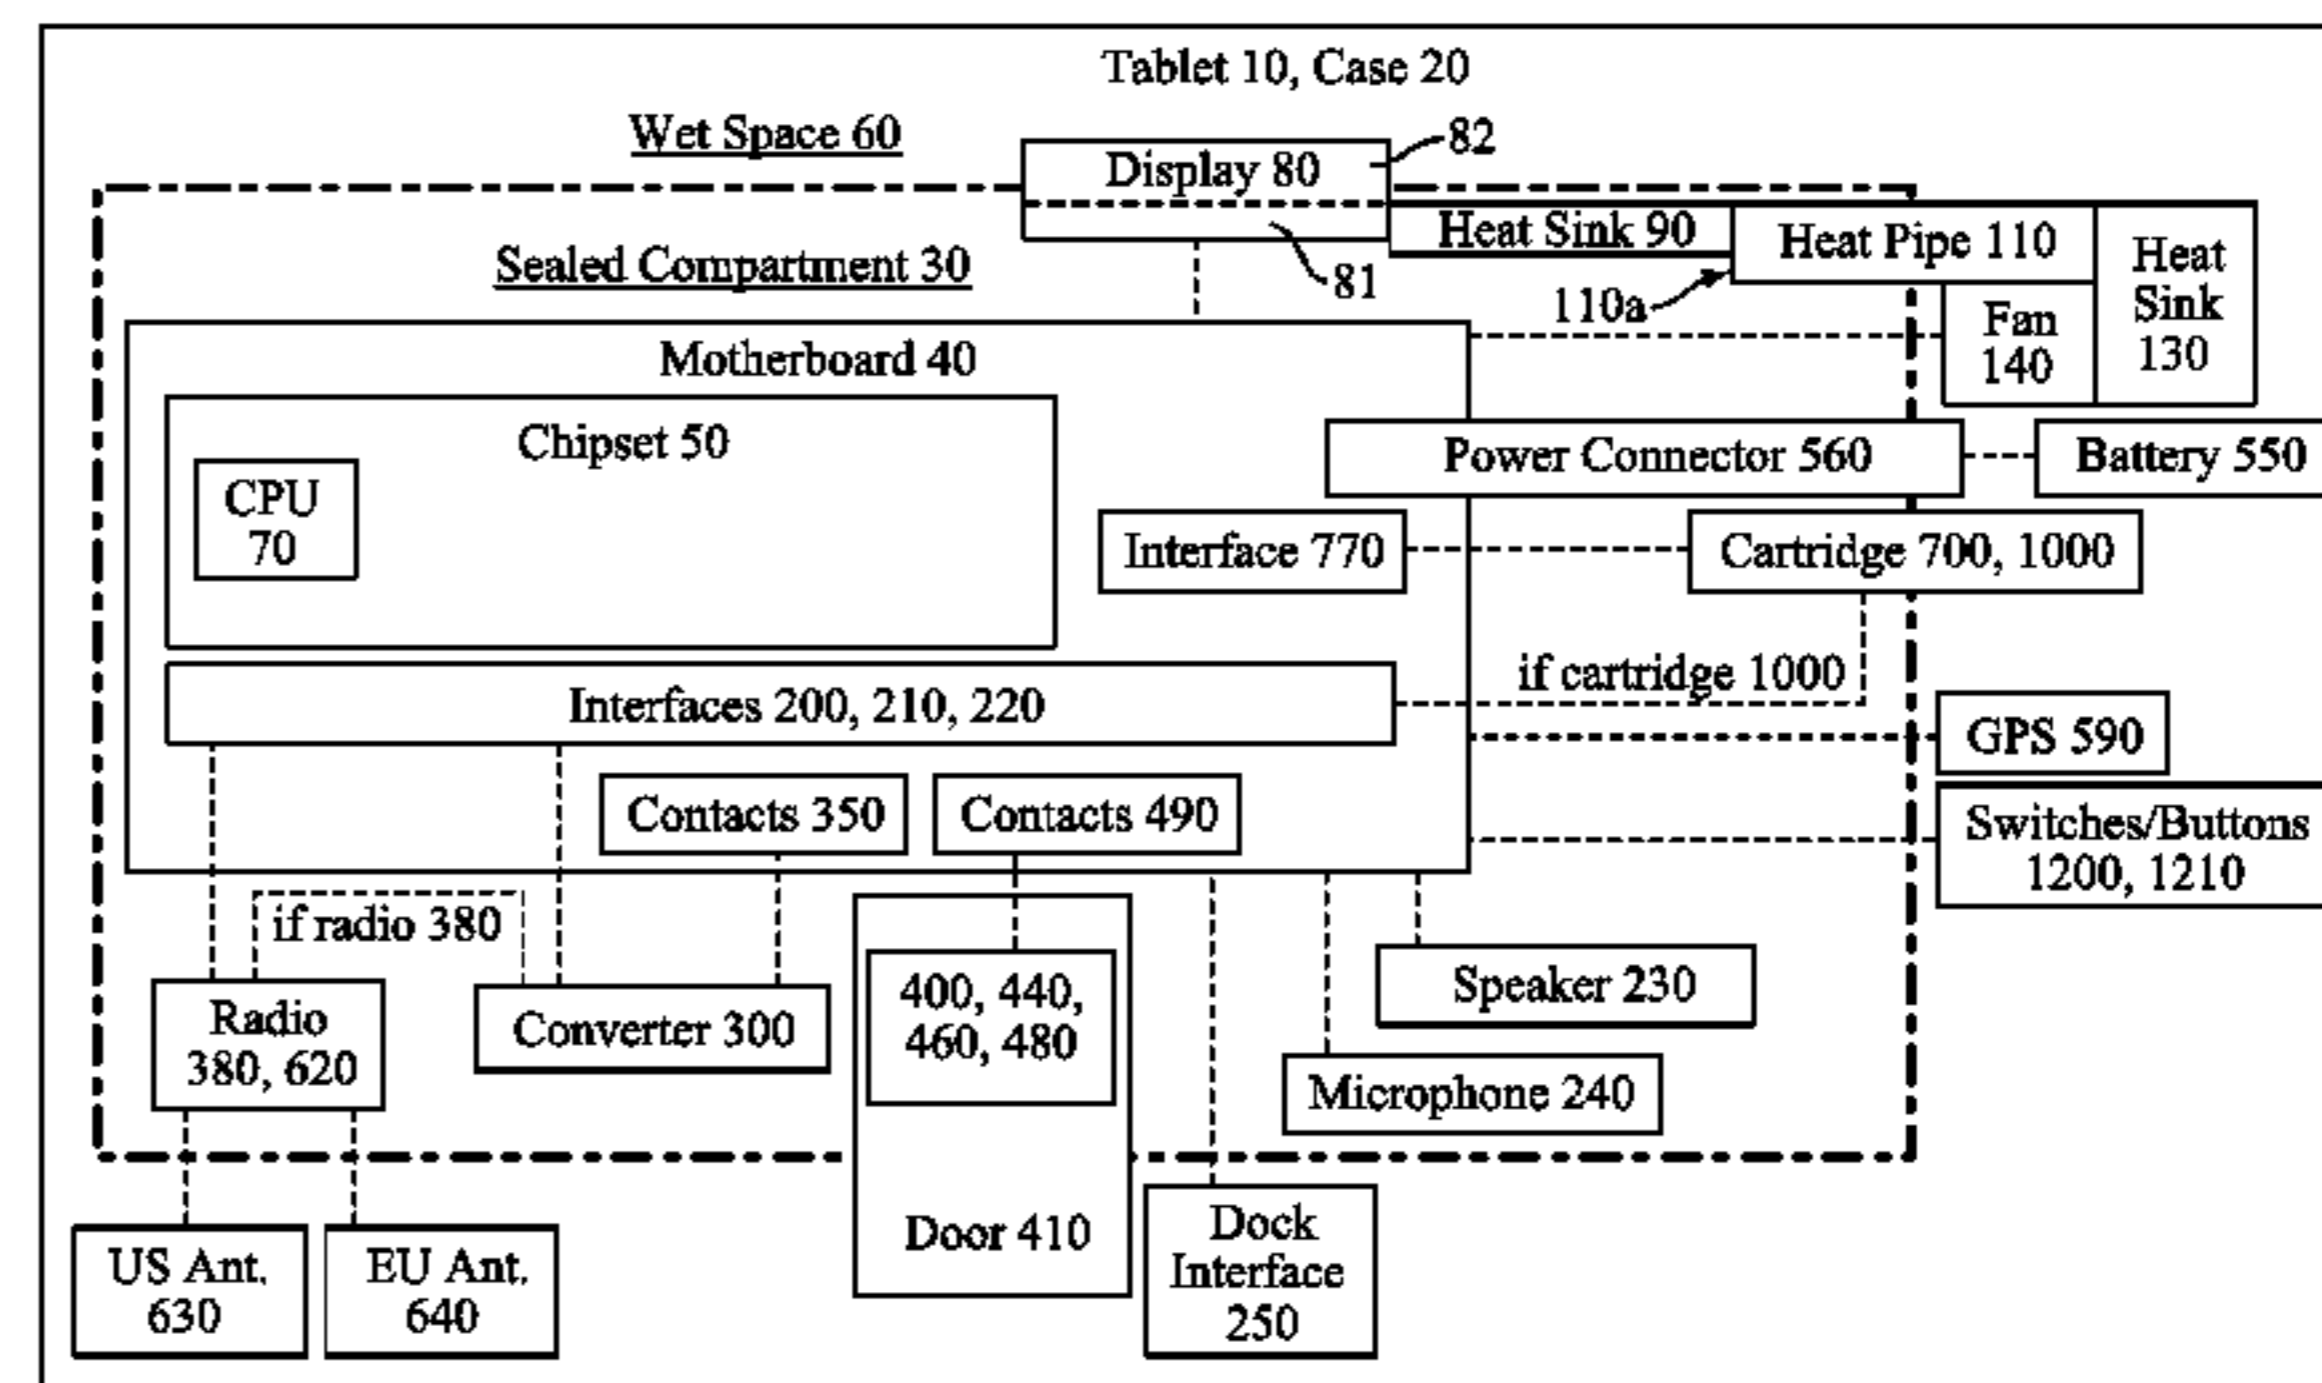 Tablet 10, Case 20
Wet Space 60
Display 80
82
Sealed Compartment 30
81
Heat Sink 90
Heat Pipe 110
110a
Heat
Sink
130
Fan
140
Motherboard 40
Chipset 50
CPU
70
Power Connector 560
Battery 550
Interface 770
Cartridge 700, 1000
if cartridge 1000
Interfaces 200, 210, 220
GPS 590
Contacts 350
Contacts 490
Switches/Buttons
1200, 1210
if radio 380
Radio
380, 620
Converter 300
400, 440,
460, 480
Speaker 230
Microphone 240
Door 410
Dock
Interface
250
US Ant.
630
EU Ant.
640